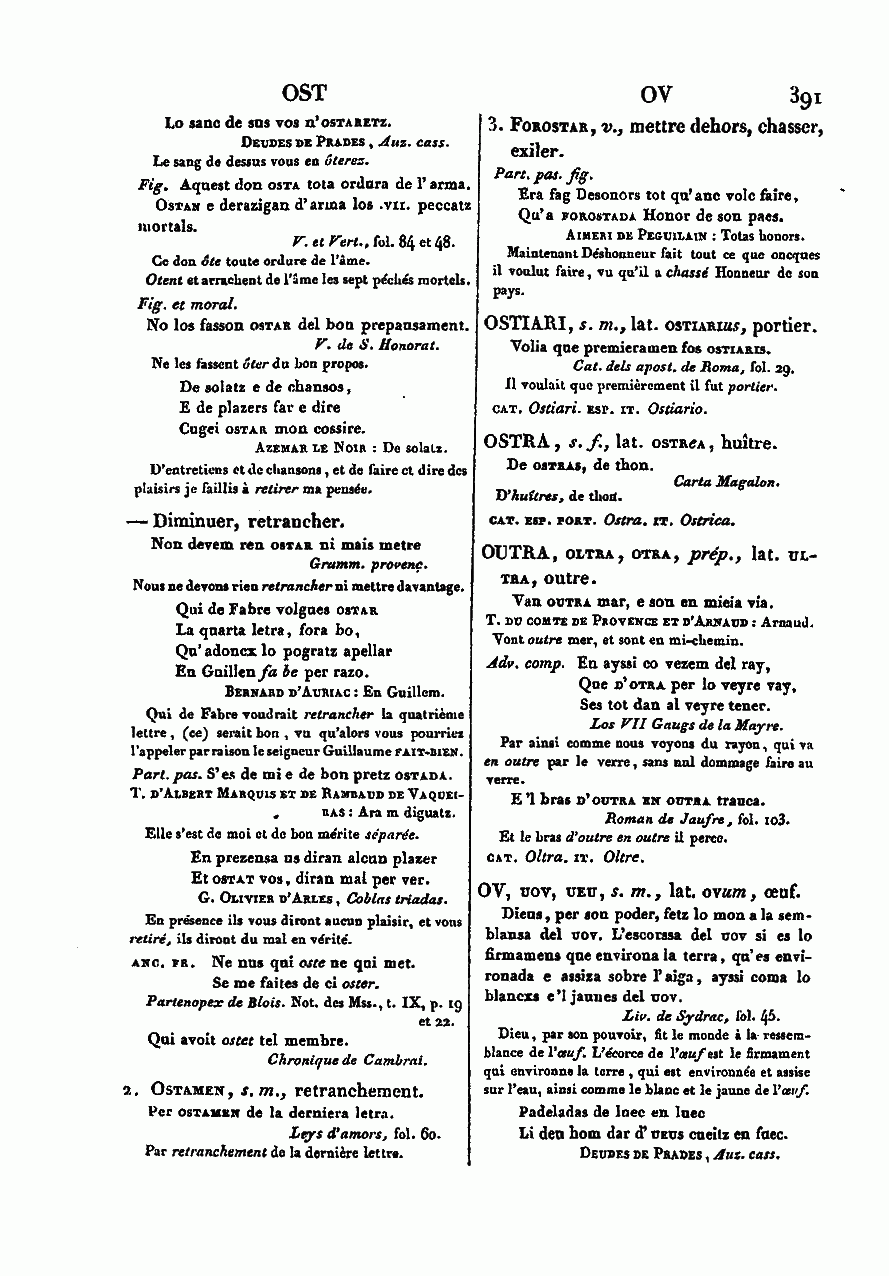 OST
OV
391
Lo sanc de sus vos n'OSTARETZ.
DEUDES DE PRADES, Auz. cass.
Le sang de dessus vous en ôterez.
Fig. Aquest don OSTA tota ordura de l'arma.
OSTAN e derazigan d'arma los .VII. peccatz
mortals.
V. et Vert., fol. 84 et 48.
Ce don ôte toute ordure de l'âme.
Otent et arrachent de l'âme les sept péchés mortels.
Fig. et moral.
No los fasson OSTAR del bon prepausament.
V. de S. Honorat.
Ne les fassent ôter du bon propos.
De solatz e de chansos,
E de plazers far e dire
Cugei OSTAR mon cossire.
AZEMAR LE NOIR : De solatz.
D'entretiens et de chansons, et de faire et dire des
plaisirs je faillis à retirer ma pensée.
— Diminuer, retrancher.
Non devem ren OSTAR ni mais metre
Gramm. provenç.
Nous ne devons rien retrancher ni mettre davantage.
Qui de Fabre volgues OSTAR
La quarta letra, fora bo,
Qu'adoncx lo pogratz apellar
En Guillen fa be per razo.
BERNARD D'AURIAC : En Guillem.
Qui de Fabre voudrait retrancher la quatrième
lettre, (ce) serait bon, vu qu'alors vous pourriez
l'appeler par raison le seigneur Guillaume FAIT-BIEN.
Part. pas. S'es de mi e de bon pretz OSTADA.
T. D'ALBERT MARQUIS ET DE RAMBAUD DE VAQUEI-
RAS : Ara m diguatz.
Elle s'est de moi et de bon mérite séparée.
En prezensa us diran alcun plazer
Et OSTAT vos, diran mal per ver.
G. OLIVIER D'ARLES, Coblas triadas.
En présence ils vous diront aucun plaisir, et vous
retiré, ils diront du mal en vérité.
ANC. FR. Ne nus qui oste ne qui met.
Se me faites de ci oster.
Partenopex de Blois. Not. des Mss., t. IX, p. 19
et 22.
Qui avoit ostet tel membre.
Chronique de Cambrai.
2. OSTAMEN, s. m., retranchement.
Per OSTAMEN de la derniera letra.
Leys d'amors, fol. 60.
Par retranchement de la dernière lettre.
3. FOROSTAR, v., mettre dehors, chasser,
exiler.
Part. pas. fig.
Era fag Desonors tot qu'anc volc faire,
Qu'a FOROSTADA Honor de son paes.
AIMERI DE PEGUILAIN : Totas honors.
Maintenant Déshonneur fait tout ce que oncques
il voulut faire, vu qu'il a chassé Honneur de son
pays.
OSTIARI, s. m., lat. OSTIARIus, portier.
Volia que premieramen fos OSTIARIS.
Cat. dels apost. de Roma, fol. 29.
Il voulait que premièrement il fut portier.
CAT. Ostiari. ESP. IT. Ostiario.
OSTRA, s. f., lat. OSTReA, huître.
De OSTRAS, de thon.
Carta Magalon.
D'huîtres, de thon.
CAT. ESP. PORT. Ostra. IT. Ostrica.
OUTRA, OLTRA, OTRA, prép., lat. UL-
TRA, outre.
Van OUTRA mar, e son en mieia via.
T. DU COMTE DE PROVENCE ET D'ARNAUD : Arnaud.
Vont outre mer, et sont en mi-chemin.
Adv. comp. En ayssi co vezem del ray,
Que D'OTRA per lo veyre vay,
Ses tot dan al veyre tener.
Los VII Gaugs de la Mayre.
Par ainsi comme nous voyons du rayon, qui va
en outre par le verre, sans nul dommage faire au
verre.
E 'l bras D'OUTRA EN OUTRA tranca.
Roman de Jaufre, fol. 103.
Et le bras d'outre en outre il perce.
CAT. Oltra. IT. Oltre.
OV, UOV, UEU, s. m., lat. ovum, œuf.
Dieus, per son poder, fetz lo mon a la sem-
blansa del UOV. L'escorssa del UOV si es lo
firmamens que environa la terra, qu'es envi-
ronada e assiza sobre l'aiga, ayssi coma lo
blancxs e'l jaunes del UOV.
Liv. de Sydrac, fol. 45.
Dieu, par son pouvoir, fit le monde à la ressem-
blance de l'œuf. L'écorce de l'œuf est le firmament
qui environne la terre, qui est environnée et assise
sur l'eau, ainsi comme le blanc et le jaune de l'œuf.
Padeladas de luec en luec
Li deu hom dar d'UEUS cueitz en fuec.
DEUDES DE PRADES, Auz. cass.